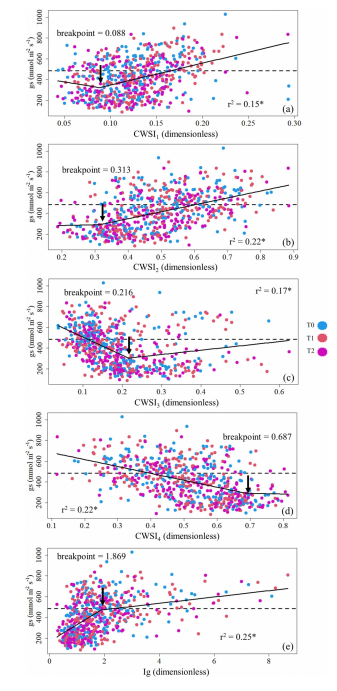 1000
800
600
400
200
gs (mmol m² s⁻¹)
breakpoint = 0.088
r² = 0.15*
(a)
0.05 0.10 0.15 0.20 0.25 0.30
CWSI₁ (dimensionless)
1000
800
600
400
200
gs (mmol m² s⁻¹)
breakpoint = 0.313
r² = 0.22*
(b)
0.2 0.3 0.4 0.5 0.6 0.7 0.8 0.9
CWSI₂ (dimensionless)
1000
800
600
400
200
gs (mmol m² s⁻¹)
breakpoint = 0.216
r² = 0.17*
(c)
0.1 0.2 0.3 0.4 0.5 0.6
CWSI₃ (dimensionless)
T0
T1
T2
1000
800
600
400
200
gs (mmol m² s⁻¹)
breakpoint = 0.687
r² = 0.22*
(d)
0.1 0.2 0.3 0.4 0.5 0.6 0.7 0.8
CWSI₄ (dimensionless)
1000
800
600
400
200
gs (mmol m² s⁻¹)
breakpoint = 1.869
r² = 0.25*
(e)
0 2 4 6 8
Ig (dimensionless)